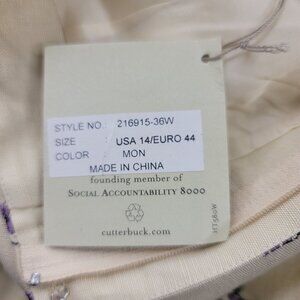 STYLE NO. 216915-36W
SIZE USA 14/EURO 44
COLOR MON
MADE IN CHINA
founding member of
SOCIAL ACCOUNTABILITY 8000
cutterbuck.com
HT580W